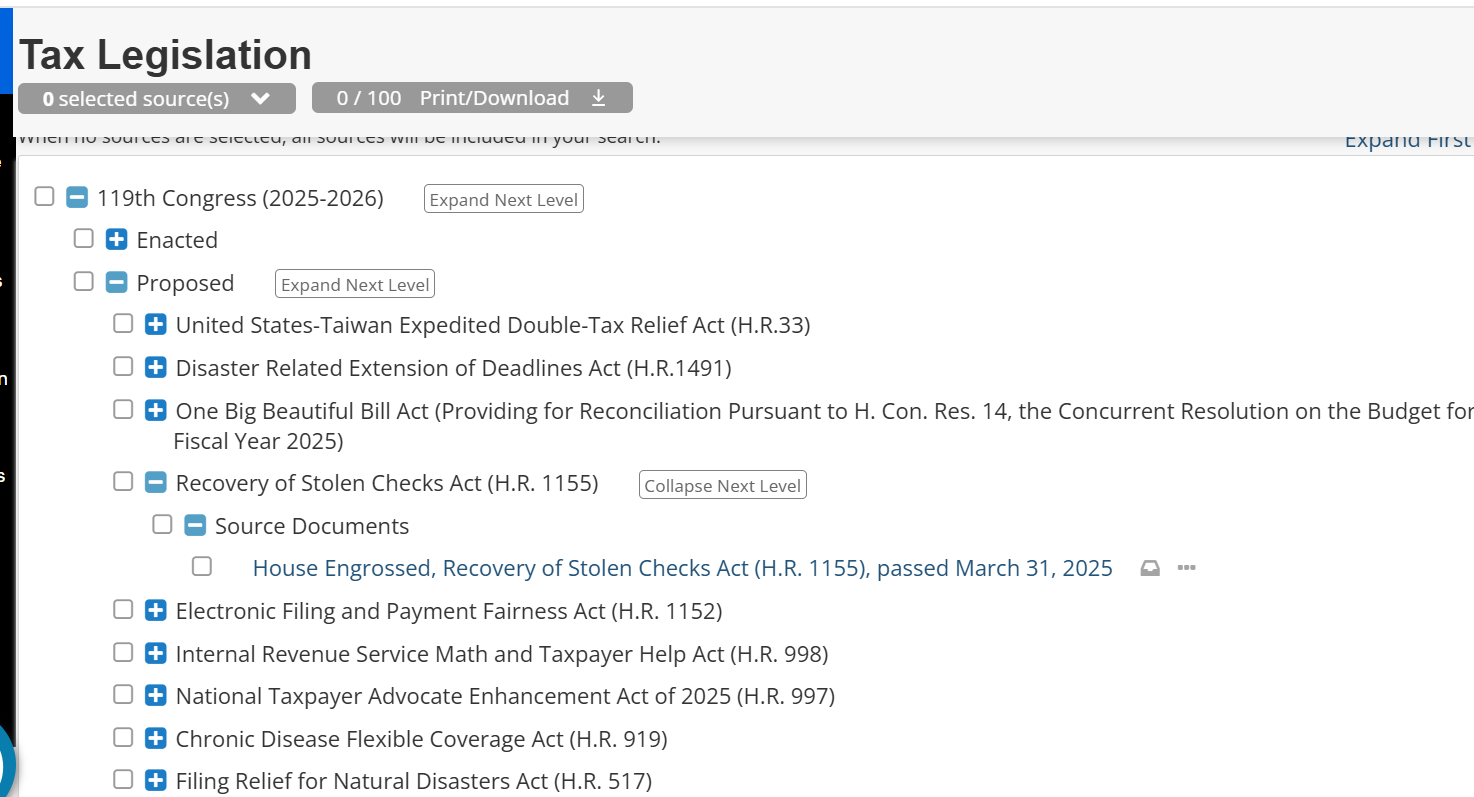 Tax Legislation
0 selected source(s)
0 / 100 Print/Download
When no sources are selected, all sources will be included in your search.
Expand First
119th Congress (2025-2026) Expand Next Level
Enacted
Proposed Expand Next Level
United States-Taiwan Expedited Double-Tax Relief Act (H.R.33)
Disaster Related Extension of Deadlines Act (H.R.1491)
One Big Beautiful Bill Act (Providing for Reconciliation Pursuant to H. Con. Res. 14, the Concurrent Resolution on the Budget for
Fiscal Year 2025)
Recovery of Stolen Checks Act (H.R. 1155) Collapse Next Level
Source Documents
House Engrossed, Recovery of Stolen Checks Act (H.R. 1155), passed March 31, 2025
Electronic Filing and Payment Fairness Act (H.R. 1152)
Internal Revenue Service Math and Taxpayer Help Act (H.R. 998)
National Taxpayer Advocate Enhancement Act of 2025 (H.R. 997)
Chronic Disease Flexible Coverage Act (H.R. 919)
Filing Relief for Natural Disasters Act (H.R. 517)